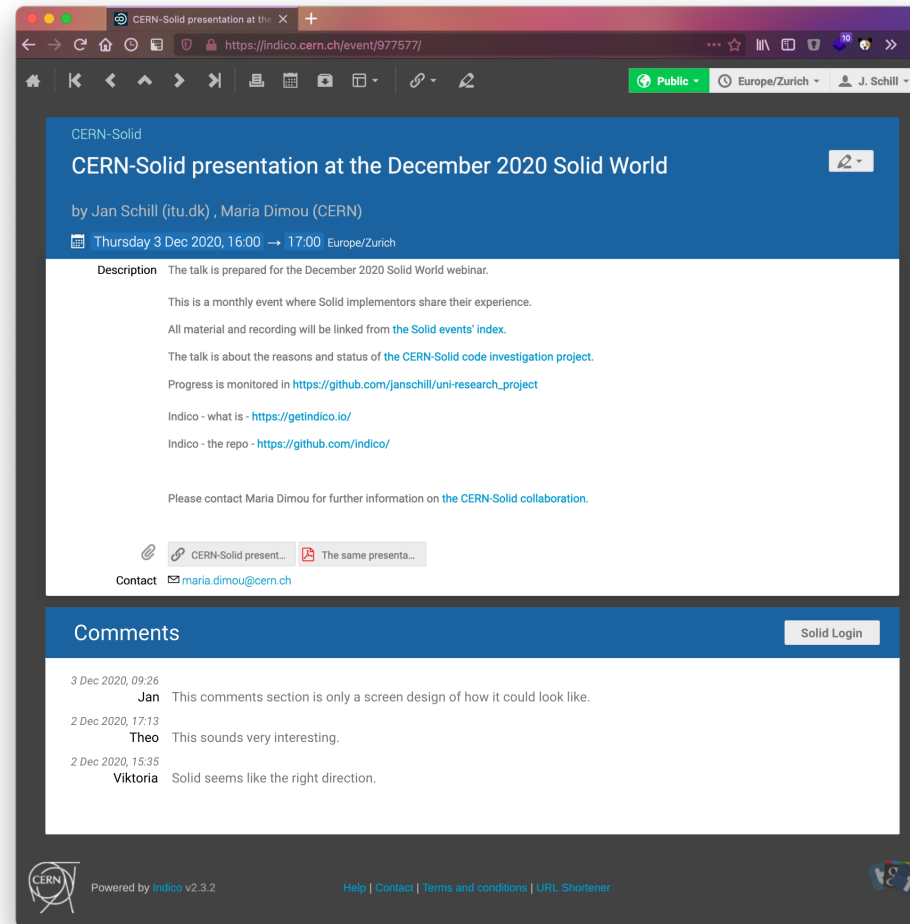 CERN-Solid presentation at the
https://indico.cern.ch/event/977577/
10
Public
Europe/Zurich
J. Schill
CERN-Solid
CERN-Solid presentation at the December 2020 Solid World
by Jan Schill (itu.dk) , Maria Dimou (CERN)
Thursday 3 Dec 2020, 16:00 → 17:00 Europe/Zurich
Description The talk is prepared for the December 2020 Solid World webinar.
This is a monthly event where Solid implementors share their experience.
All material and recording will be linked from the Solid events' index.
The talk is about the reasons and status of the CERN-Solid code investigation project.
Progress is monitored in https://github.com/janschill/uni-research_project
Indico - what is - https://getindico.io/
Indico - the repo - https://github.com/indico/
Please contact Maria Dimou for further information on the CERN-Solid collaboration.
CERN-Solid present... The same presenta...
Contact maria.dimou@cern.ch
Comments
Solid Login
3 Dec 2020, 09:26
Jan This comments section is only a screen design of how it could look like.
2 Dec 2020, 17:13
Theo This sounds very interesting.
2 Dec 2020, 15:35
Viktoria Solid seems like the right direction.
CERN
Powered by Indico v2.3.2
Help | Contact | Terms and conditions | URL Shortener